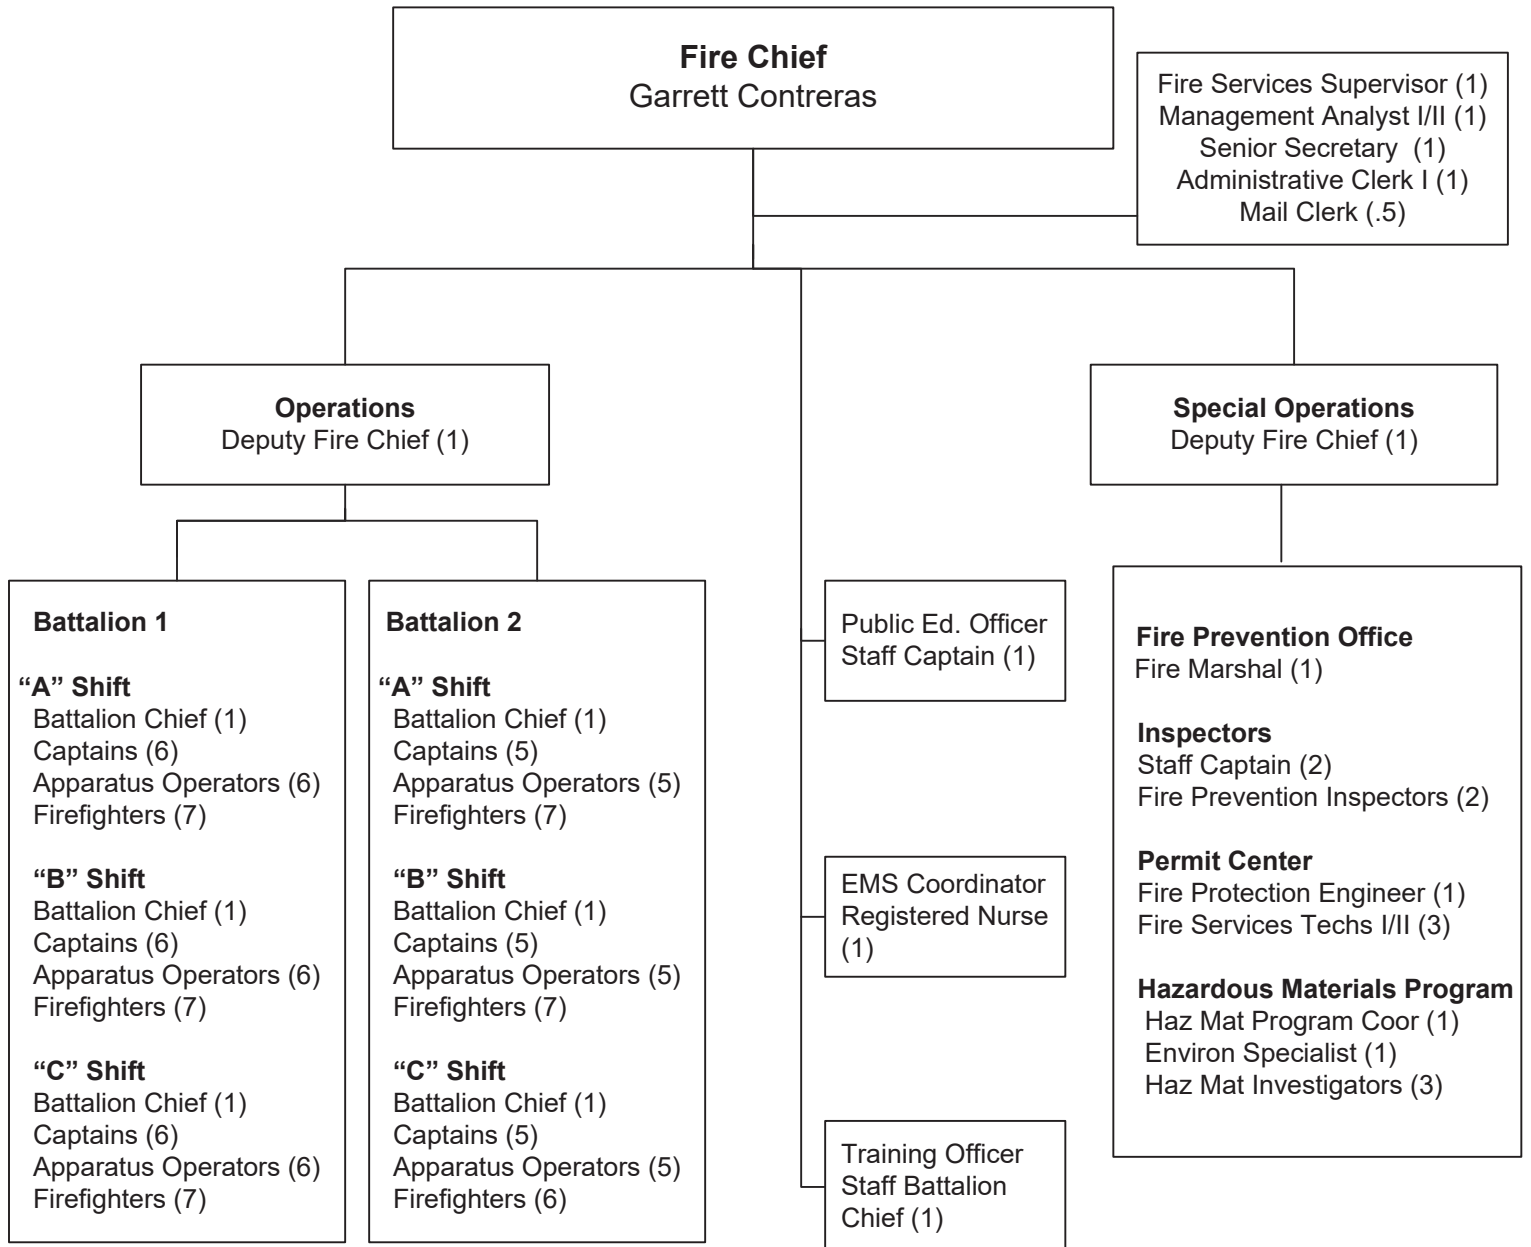 Fire Chief
Garrett Contreras
Fire Services Supervisor (1)
Management Analyst I/II (1)
Senior Secretary (1)
Administrative Clerk I (1)
Mail Clerk (.5)
Operations
Deputy Fire Chief (1)
Special Operations
Deputy Fire Chief (1)
Battalion 1
“A” Shift
Battalion Chief (1)
Captains (6)
Apparatus Operators (6)
Firefighters (7)
“B” Shift
Battalion Chief (1)
Captains (6)
Apparatus Operators (6)
Firefighters (7)
“C” Shift
Battalion Chief (1)
Captains (6)
Apparatus Operators (6)
Firefighters (7)
Battalion 2
“A” Shift
Battalion Chief (1)
Captains (5)
Apparatus Operators (5)
Firefighters (7)
“B” Shift
Battalion Chief (1)
Captains (5)
Apparatus Operators (5)
Firefighters (7)
“C” Shift
Battalion Chief (1)
Captains (5)
Apparatus Operators (5)
Firefighters (6)
Public Ed. Officer
Staff Captain (1)
EMS Coordinator
Registered Nurse
(1)
Training Officer
Staff Battalion
Chief (1)
Fire Prevention Office
Fire Marshal (1)
Inspectors
Staff Captain (2)
Fire Prevention Inspectors (2)
Permit Center
Fire Protection Engineer (1)
Fire Services Techs I/II (3)
Hazardous Materials Program
Haz Mat Program Coor (1)
Environ Specialist (1)
Haz Mat Investigators (3)